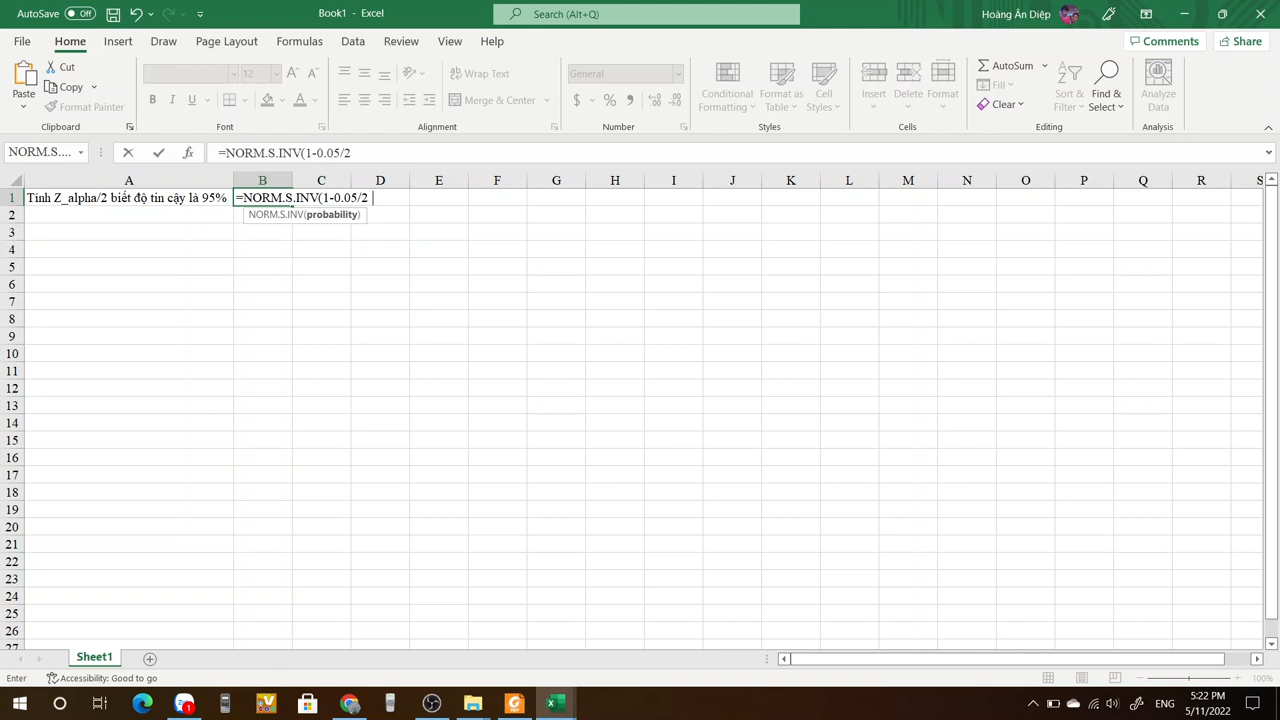 AutoSave Off Book1 - Excel Search (Alt+Q) Hoàng Ân Diệp
File Home Insert Draw Page Layout Formulas Data Review View Help Comments Share
Paste Cut Copy Format Painter Clipboard
12 B I U A A A Font
ab Wrap Text Merge & Center Alignment
General $ % , Number
Conditional Formatting Format as Table Cell Styles Styles
Insert Delete Format Cells
AutoSum Fill Clear Sort & Filter Find & Select Editing
Analyze Data Analysis
NORM.S.... fx =NORM.S.INV(1-0.05/2
A B C D E F G H I J K L M N O P Q R S
1 Tính Z_alpha/2 biết độ tin cậy là 95% =NORM.S.INV(1-0.05/2
2 NORM.S.INV(probability)
3
4
5
6
7
8
9
10
11
12
13
14
15
16
17
18
19
20
21
22
23
24
25
26
27
Sheet1
Enter Accessibility: Good to go 100%
1 5:22 PM
5/11/2022